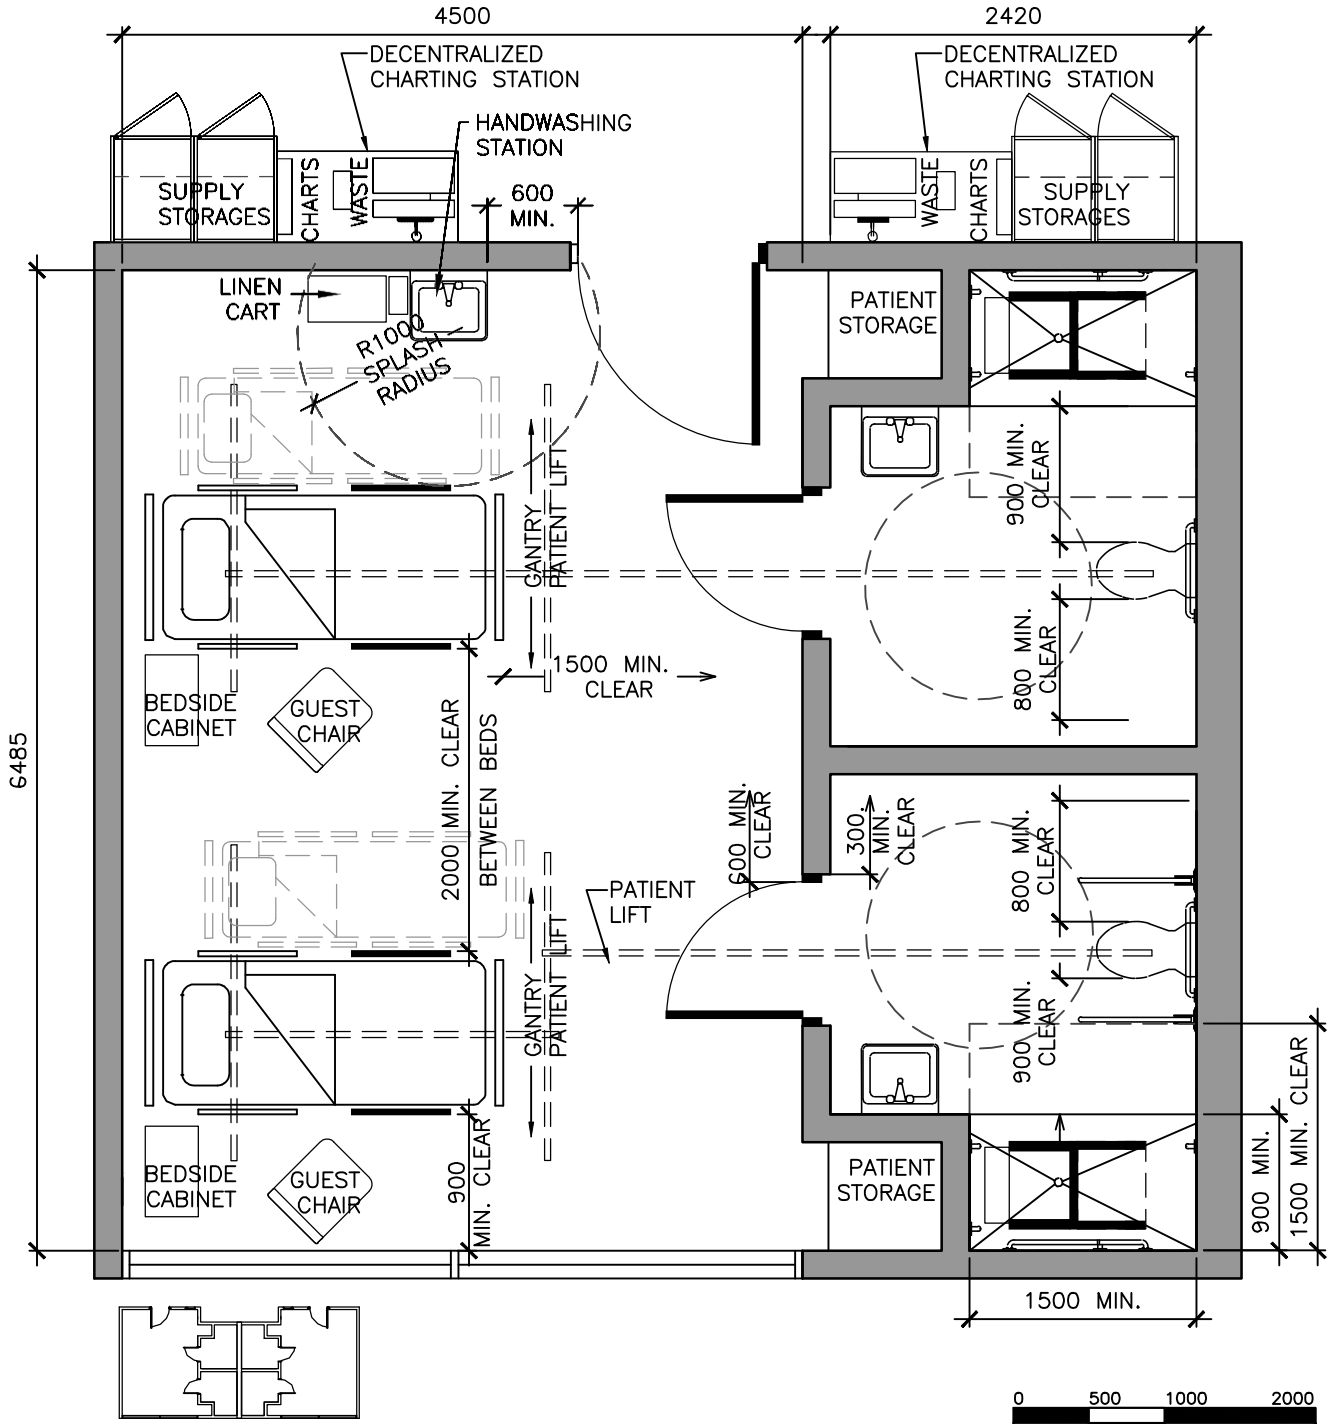 4500
2420
DECENTRALIZED
CHARTING STATION
DECENTRALIZED
CHARTING STATION
HANDWASHING
STATION
SUPPLY
STORAGES
CHARTS
WASTE
600
MIN.
WASTE
CHARTS
SUPPLY
STORAGES
LINEN
CART
R1000
SPLASH
RADIUS
PATIENT
STORAGE
GANTRY
PATIENT LIFT
900 MIN.
CLEAR
1500 MIN.
CLEAR
800 MIN.
CLEAR
BEDSIDE
CABINET
GUEST
CHAIR
6485
2000 MIN. CLEAR
BETWEEN BEDS
600 MIN.
CLEAR
300.
MIN.
CLEAR
800 MIN.
CLEAR
PATIENT
LIFT
GANTRY
PATIENT LIFT
900 MIN.
CLEAR
BEDSIDE
CABINET
GUEST
CHAIR
900
MIN. CLEAR
PATIENT
STORAGE
900 MIN.
1500 MIN. CLEAR
1500 MIN.
0 500 1000 2000